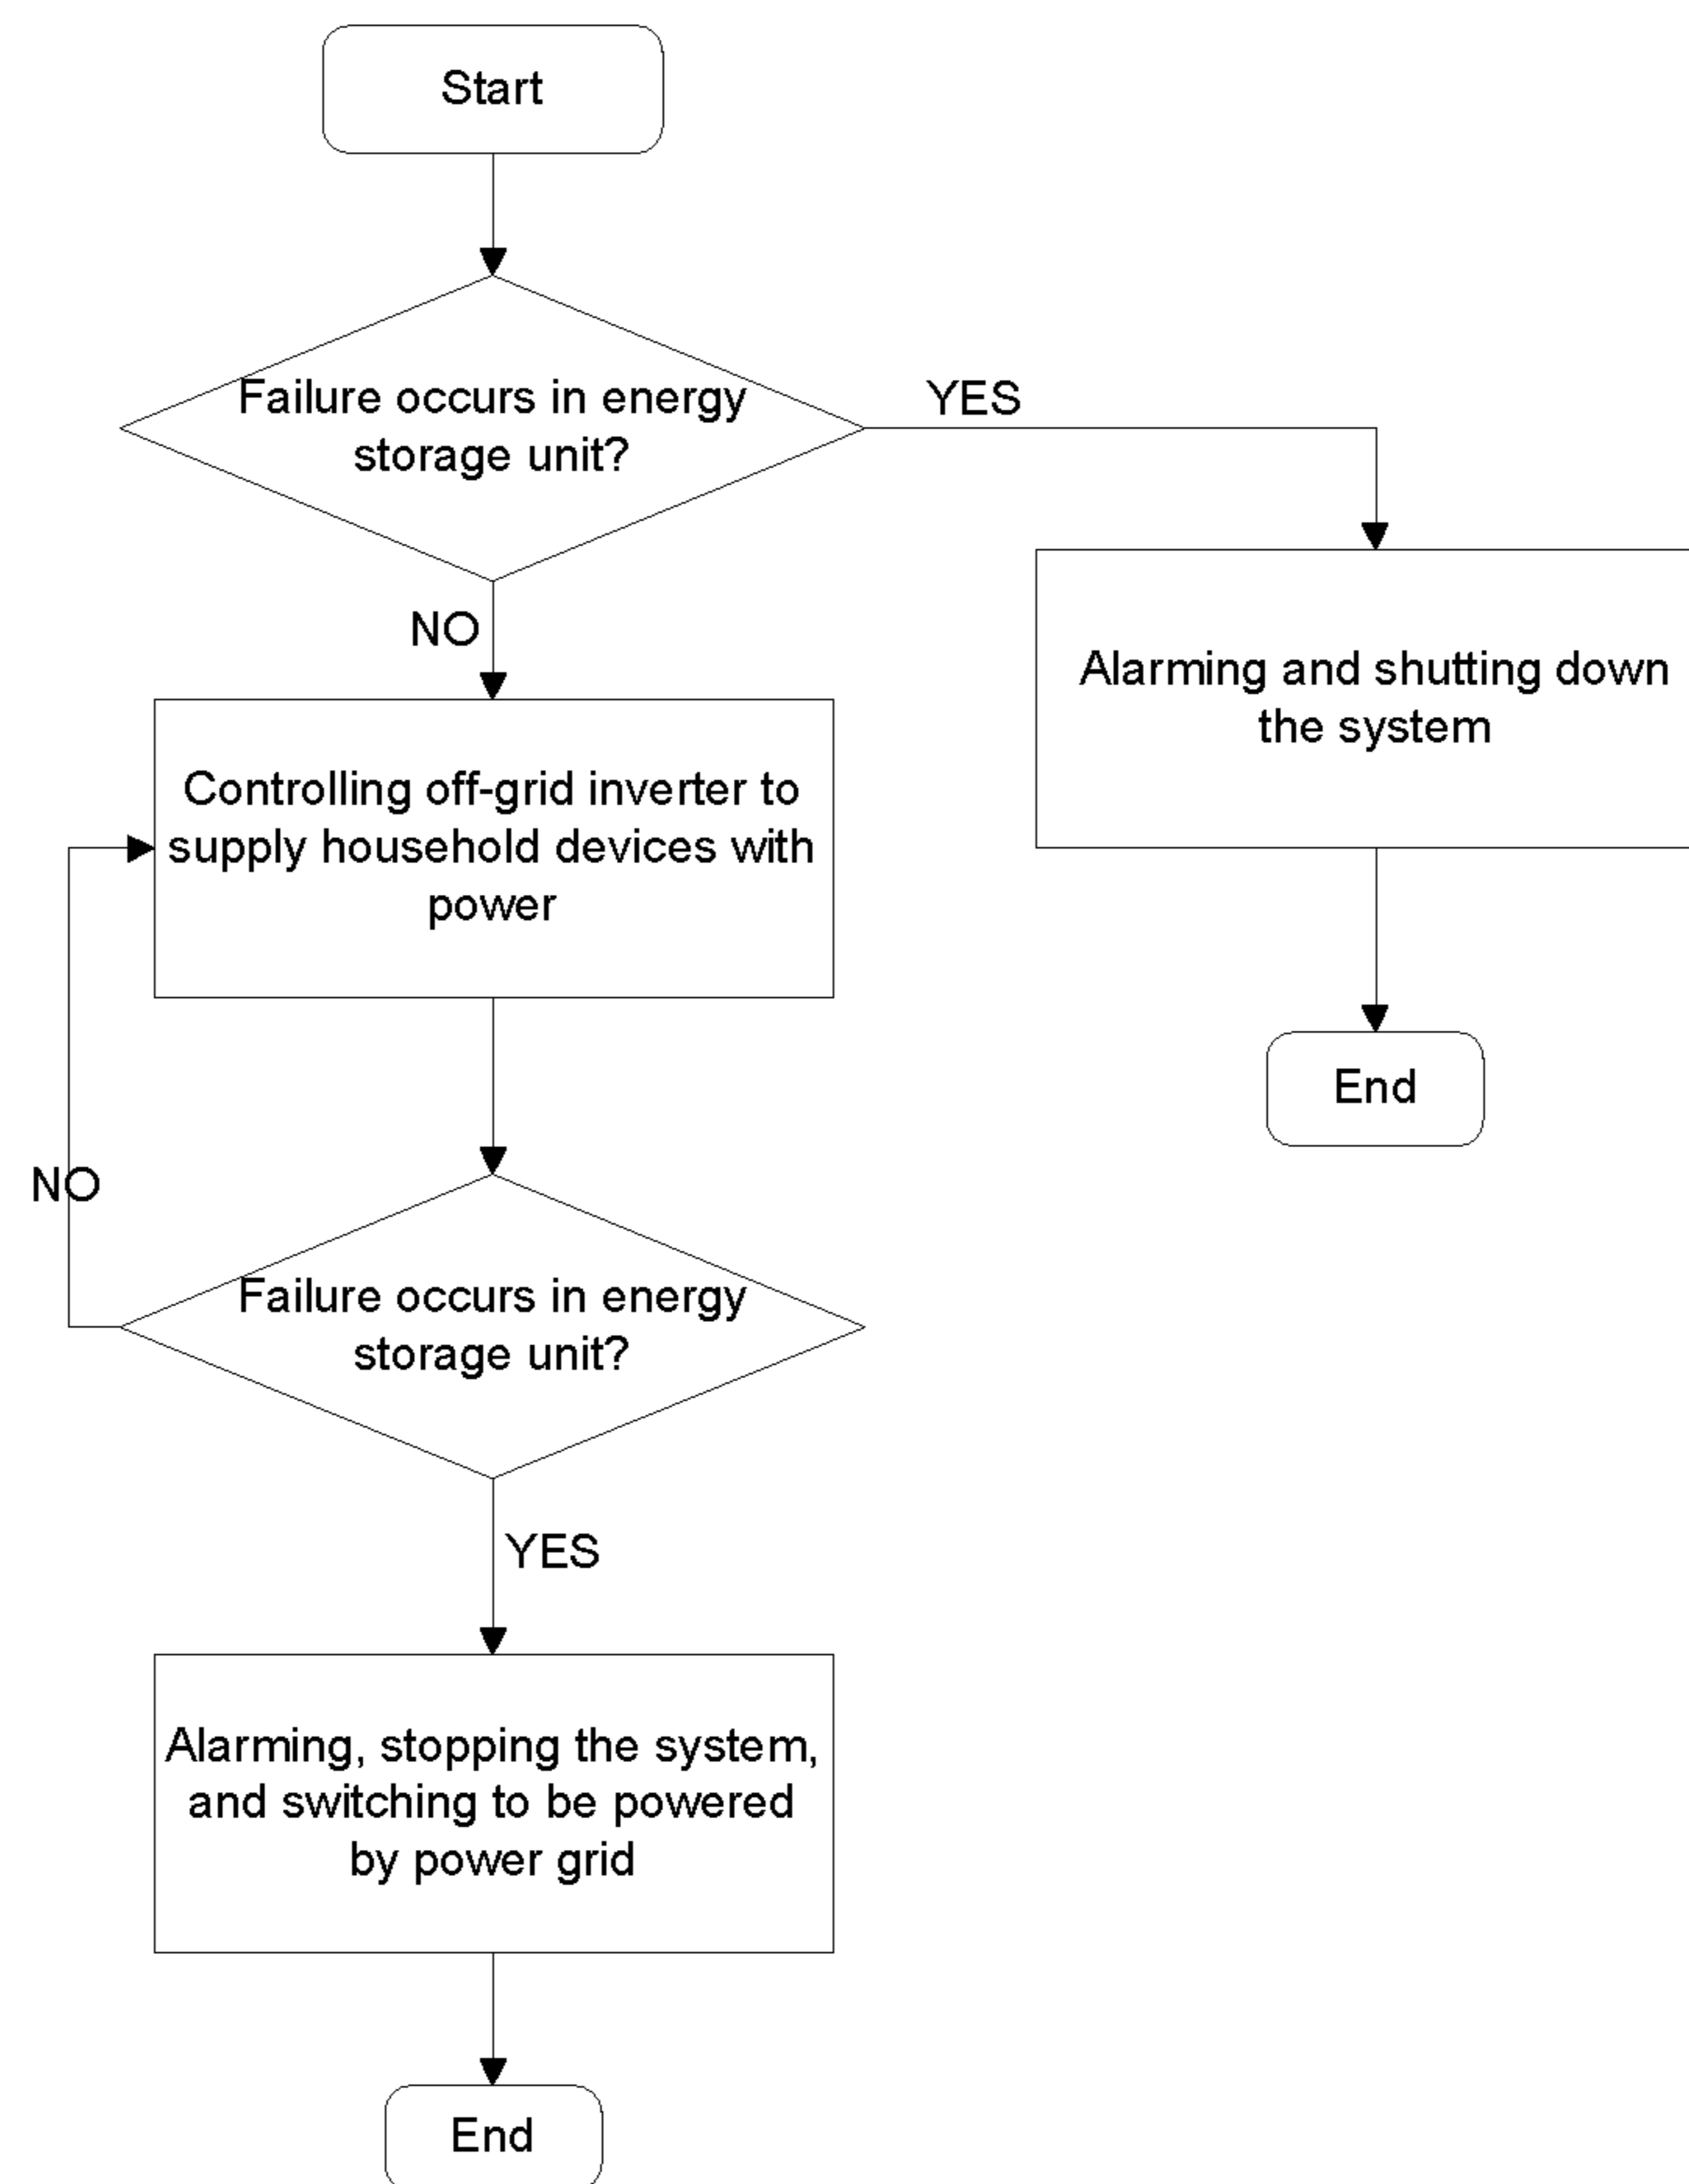 Start
Failure occurs in energy
storage unit?
YES
NO
Alarming and shutting down
the system
Controlling off-grid inverter to
supply household devices with
power
End
NO
Failure occurs in energy
storage unit?
YES
Alarming, stopping the system,
and switching to be powered
by power grid
End